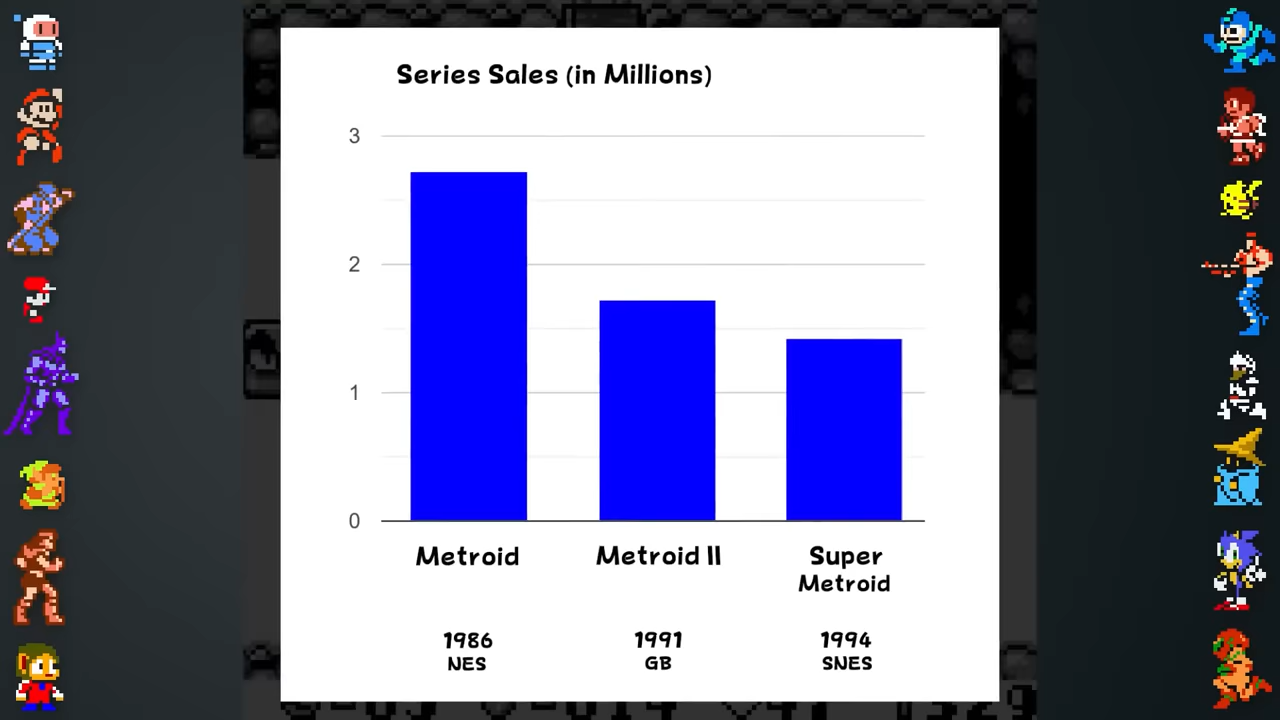 Series Sales (in Millions)
3
2
1
0
Metroid
Metroid II
Super
Metroid
1986
NES
1991
GB
1994
SNES